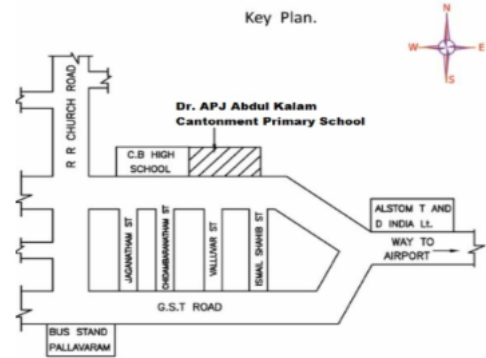 Key Plan.
N
W
E
S
R R CHURCH ROAD
Dr. APJ Abdul Kalam
Cantonment Primary School
C.B HIGH
SCHOOL
JAGANATHAM ST
CHIDAMBARANATHAM ST
VALLUVAR ST
ISMAIL SHAHIB ST
ALSTOM T AND
D INDIA Lt.
WAY TO
AIRPORT
G.S.T ROAD
BUS STAND
PALLAVARAM